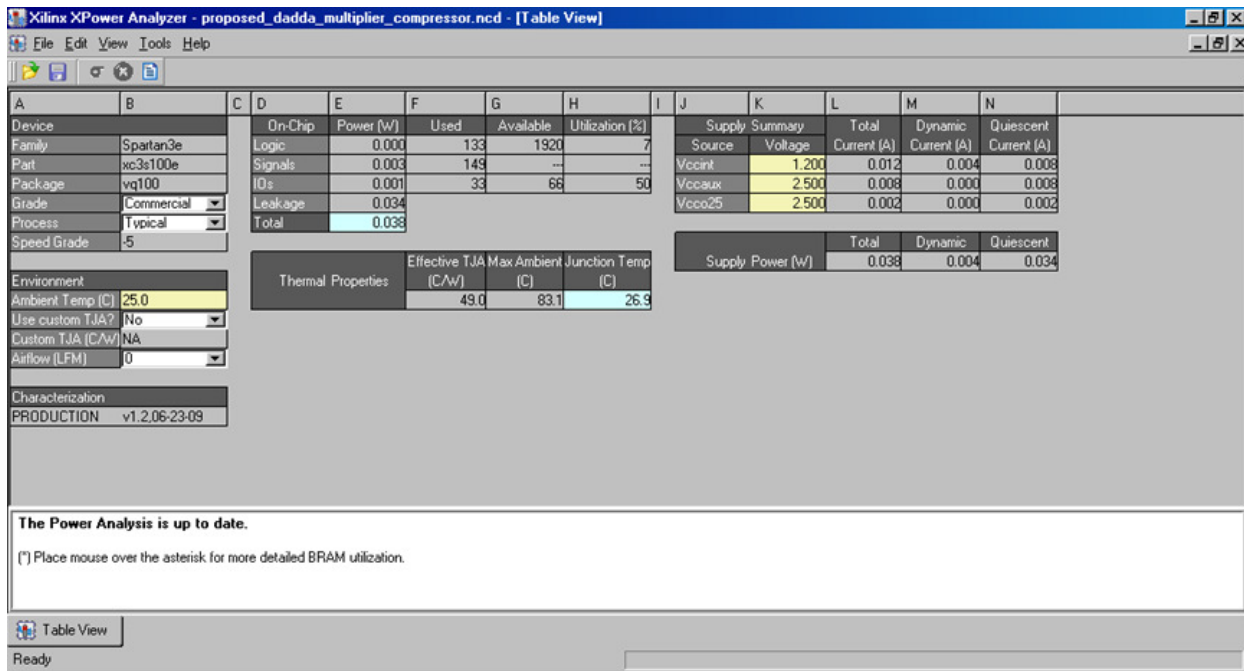 Xilinx XPower Analyzer - proposed_dadda_multiplier_compressor.ncd - [Table View]
File Edit View Tools Help
A B C D E F G H I J K L M N
Device On-Chip Power (W) Used Available Utilization (%) Supply Summary Total Dynamic Quiescent
Family Spartan3e Logic 0.000 133 1920 7 Source Voltage Current (A) Current (A) Current (A)
Part xc3s100e Signals 0.003 149 --- --- Vccint 1.200 0.012 0.004 0.008
Package vq100 IOs 0.001 33 66 50 Vccaux 2.500 0.008 0.000 0.008
Grade Commercial Leakage 0.034 Vcco25 2.500 0.002 0.000 0.002
Process Typical Total 0.038
Speed Grade -5 Total Dynamic Quiescent
Effective TJA Max Ambient Junction Temp Supply Power (W) 0.038 0.004 0.034
Environment Thermal Properties (C/W) (C) (C)
Ambient Temp (C) 25.0 49.0 83.1 26.9
Use custom TJA? No
Custom TJA (C/W) NA
Airflow (LFM) 0
Characterization
PRODUCTION v1.2,06-23-09
The Power Analysis is up to date.
(*) Place mouse over the asterisk for more detailed BRAM utilization.
Table View
Ready